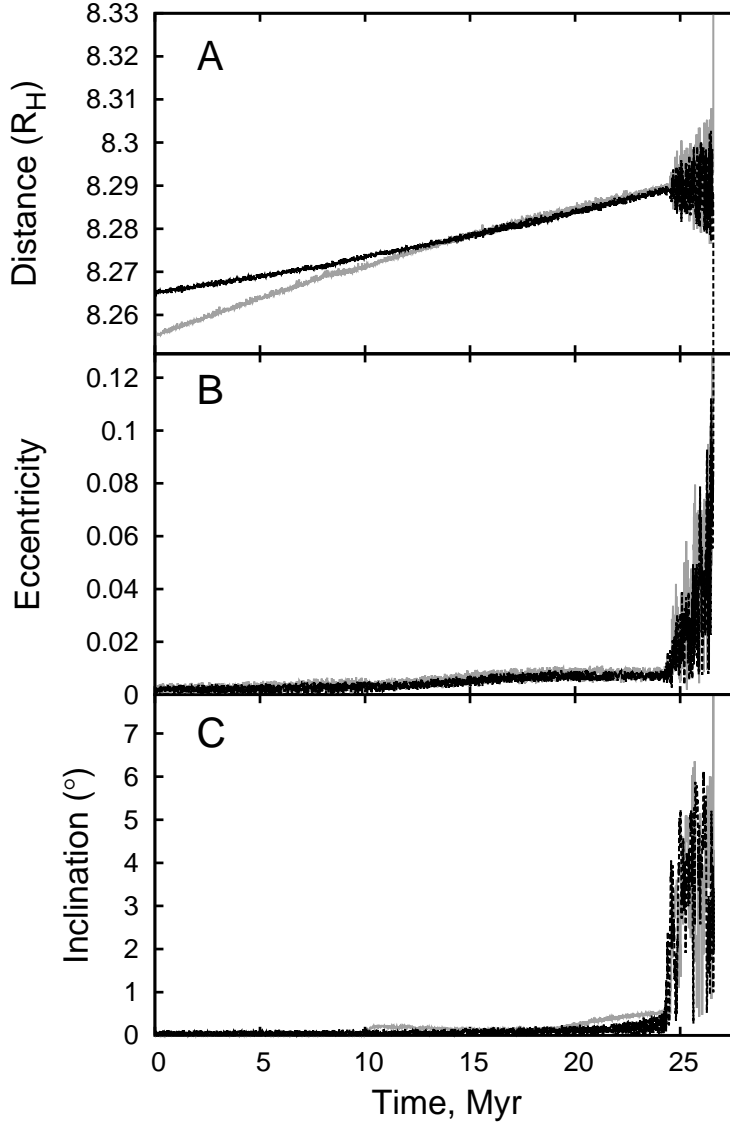 A
8.33
8.32
8.31
8.3
8.29
8.28
8.27
8.26
Distance (R_H)
B
0.12
0.1
0.08
0.06
0.04
0.02
0
Eccentricity
C
7
6
5
4
3
2
1
0
Inclination (°)
0 5 10 15 20 25
Time, Myr